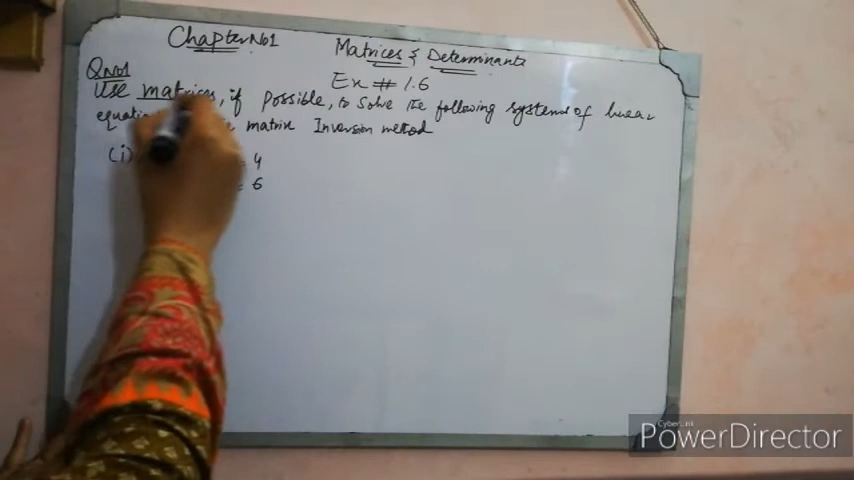 Chapter No1
Matrices & Determinants
Ex # 1.6
Q No1
Use matrices, if Possible, to Solve the following systems of linear
matrix Inversion method
(i) 4
= 6
CyberLink
PowerDirector